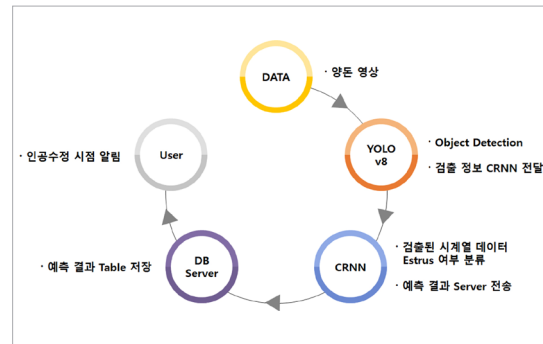 DATA
· 양돈 영상
YOLO
v8
· Object Detection
· 검출 정보 CRNN 전달
CRNN
· 검출된 시계열 데이터
Estrus 여부 분류
· 예측 결과 Server 전송
DB
Server
· 예측 결과 Table 저장
User
· 인공수정 시점 알림